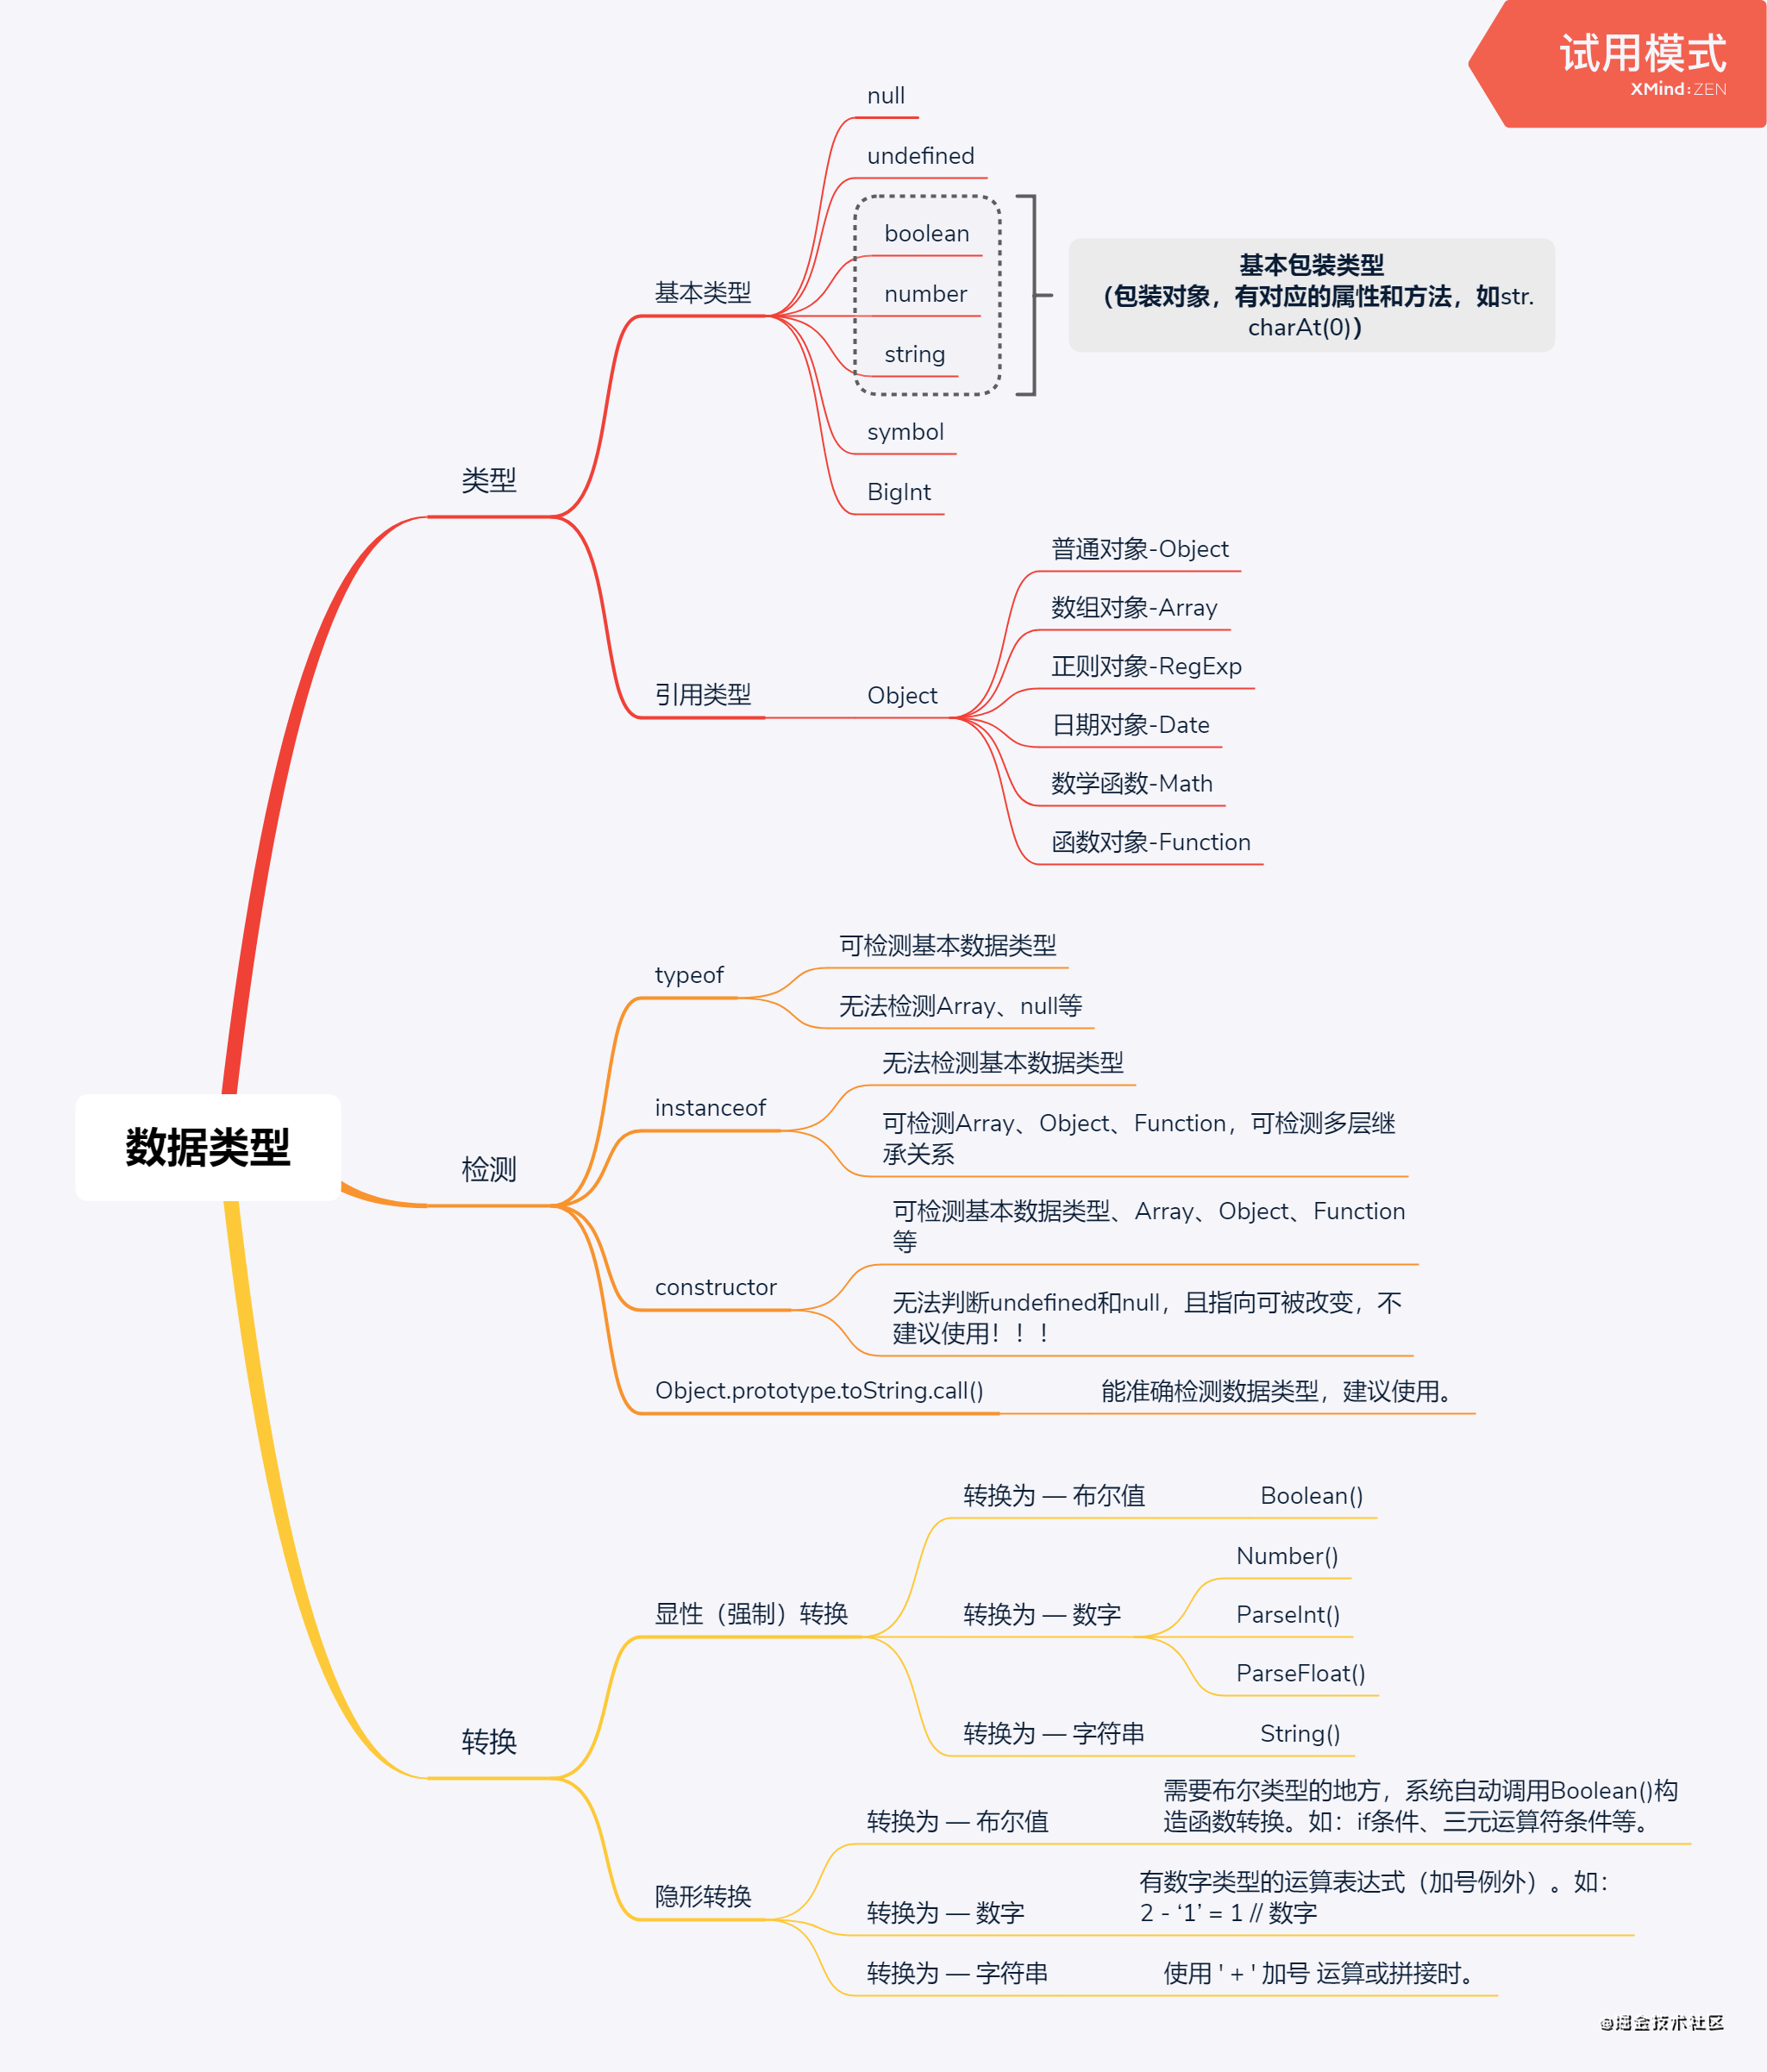 试用模式
XMind:ZEN
数据类型
类型
基本类型
null
undefined
boolean
number
string
symbol
BigInt
基本包装类型
（包装对象，有对应的属性和方法，如str.
charAt(0)）
引用类型
Object
普通对象-Object
数组对象-Array
正则对象-RegExp
日期对象-Date
数学函数-Math
函数对象-Function
检测
typeof
可检测基本数据类型
无法检测Array、null等
instanceof
无法检测基本数据类型
可检测Array、Object、Function，可检测多层继
承关系
constructor
可检测基本数据类型、Array、Object、Function
等
无法判断undefined和null，且指向可被改变，不
建议使用！！！
Object.prototype.toString.call()
能准确检测数据类型，建议使用。
转换
显性（强制）转换
转换为 — 布尔值
Boolean()
转换为 — 数字
Number()
ParseInt()
ParseFloat()
转换为 — 字符串
String()
隐形转换
转换为 — 布尔值
需要布尔类型的地方，系统自动调用Boolean()构
造函数转换。如：if条件、三元运算符条件等。
转换为 — 数字
有数字类型的运算表达式（加号例外）。如：
2 - ‘1’ = 1 // 数字
转换为 — 字符串
使用 ' + ' 加号 运算或拼接时。
@掘金技术社区